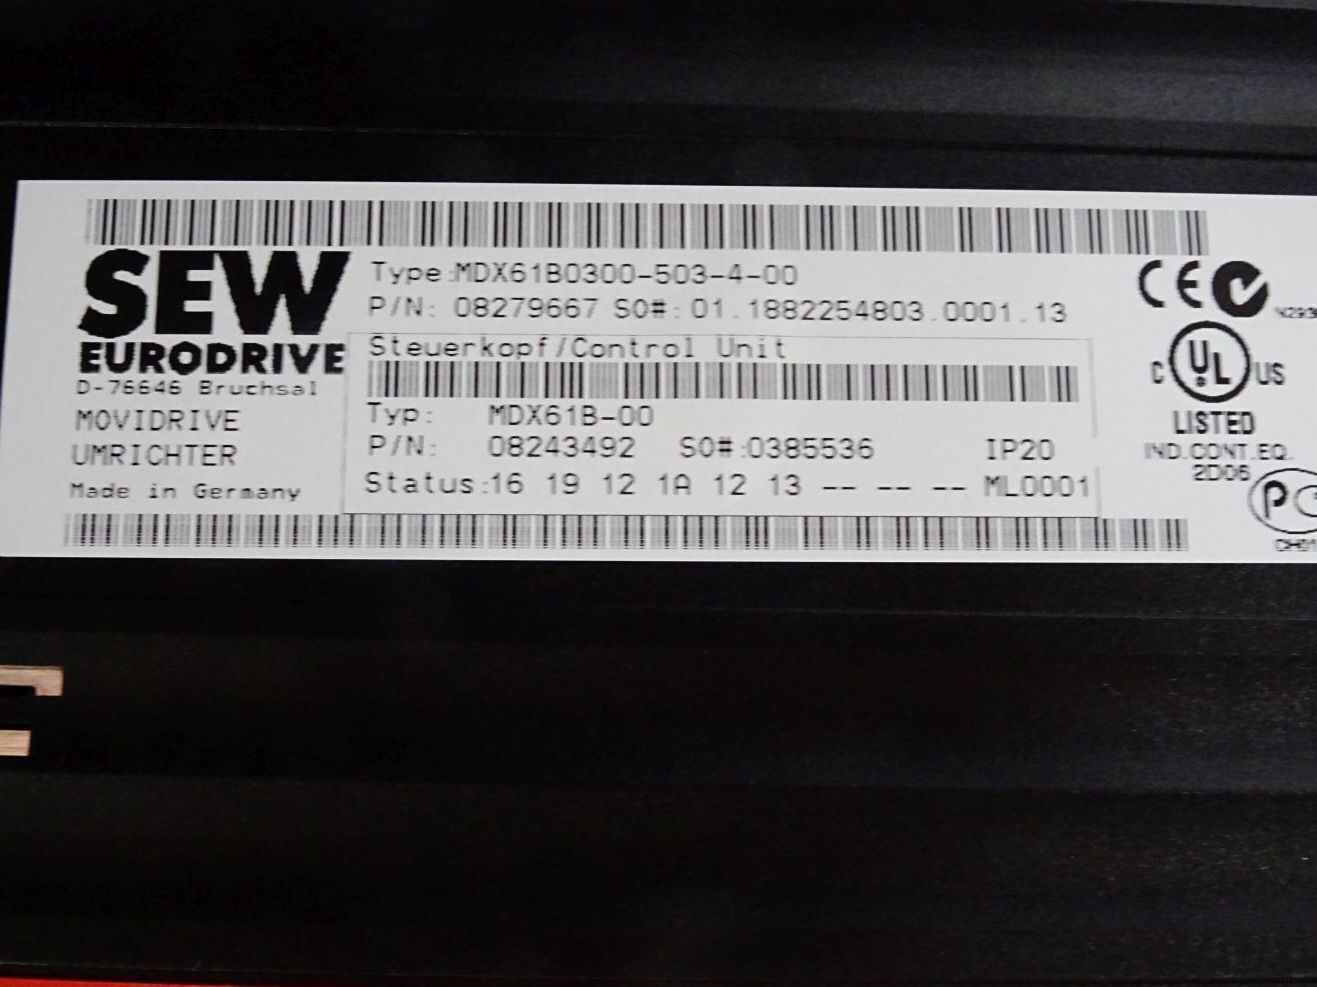 SEW
EURODRIVE
D-76646 Bruchsal
MOVIDRIVE
UMRICHTER
Made in Germany
Type:MDX61B0300-503-4-00
P/N: 08279667 SO#:01.1882254803.0001.13
Steuerkopf/Control Unit
Typ: MDX61B-00
P/N: 08243492 SO#:0385536 IP20
Status:16 19 12 1A 12 13 -- -- -- ML0001
CE
C UL US
LISTED
IND.CONT.EQ.
2D06